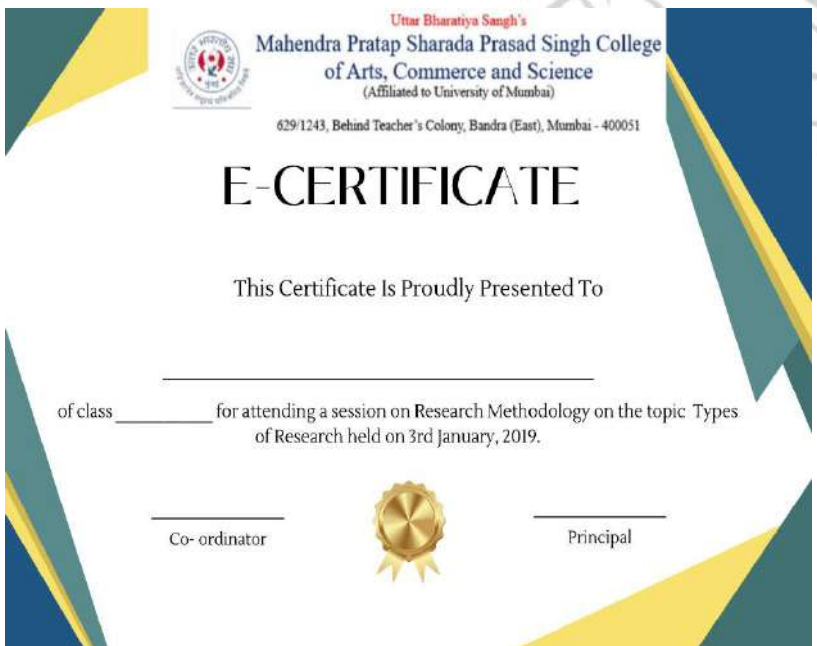 Uttar Bharatiya Sangh's
Mahendra Pratap Sharada Prasad Singh College
of Arts, Commerce and Science
(Affiliated to University of Mumbai)
629/1243, Behind Teacher's Colony, Bandra (East), Mumbai - 400051
E-CERTIFICATE
This Certificate Is Proudly Presented To
of class __________ for attending a session on Research Methodology on the topic Types
of Research held on 3rd January, 2019.
Co- ordinator
Principal